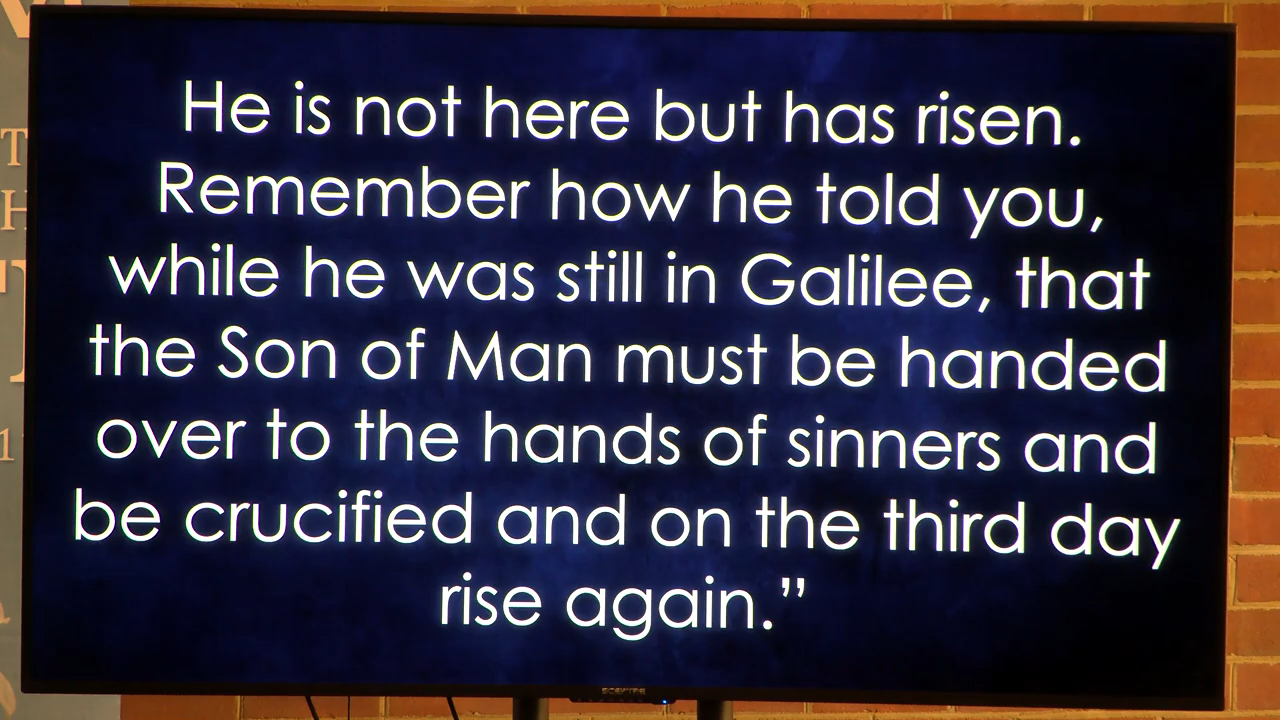 He is not here but has risen.
Remember how he told you,
while he was still in Galilee, that
the Son of Man must be handed
over to the hands of sinners and
be crucified and on the third day
rise again.”
SCEPTRE